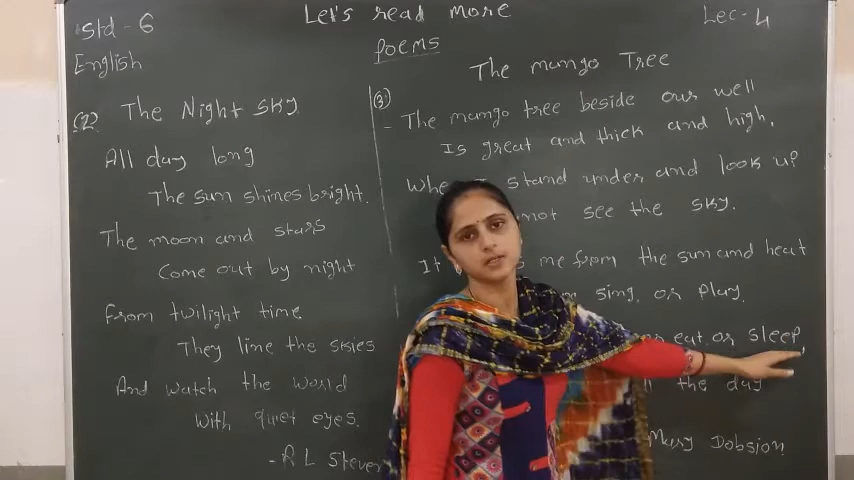 Std - 6
Let's read more
Lec - 4
English
Poems
(2) The Night Sky
All day long
The sun shines bright.
The moon and stars
Come out by night
From twilight time
They line the skies
And watch the world
With quiet eyes.
- R L Steven
(3) The mango Tree
- The mango tree beside our well
Is great and thick and high,
I stand under and look up
not see the sky.
It me from the sun and heat
sing, or play.
eat, or sleep,
the day
Mary Dobsion